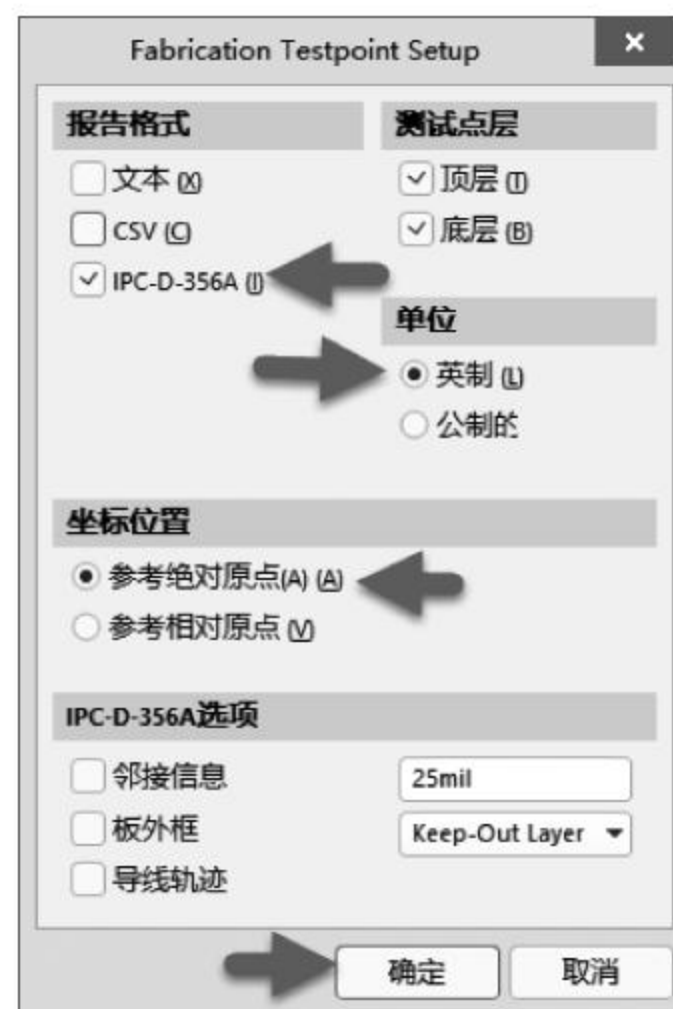 Fabrication Testpoint Setup
报告格式
文本 (X)
CSV (C)
IPC-D-356A (I)
测试点层
顶层 (T)
底层 (B)
单位
英制 (L)
公制的
坐标位置
参考绝对原点(A) (A)
参考相对原点 (V)
IPC-D-356A选项
邻接信息
25mil
板外框
Keep-Out Layer
导线轨迹
确定
取消